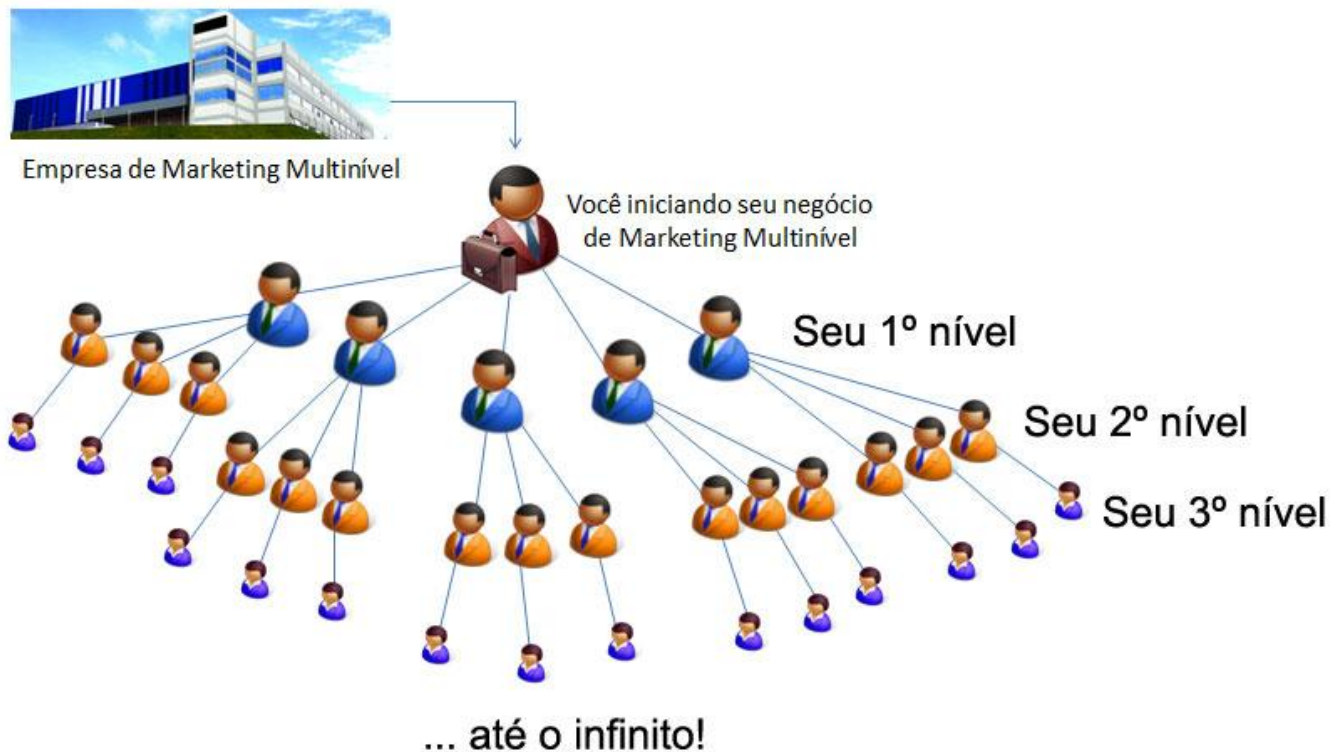 Empresa de Marketing Multinível
Você iniciando seu negócio
de Marketing Multinível
Seu 1º nível
Seu 2º nível
Seu 3º nível
... até o infinito!